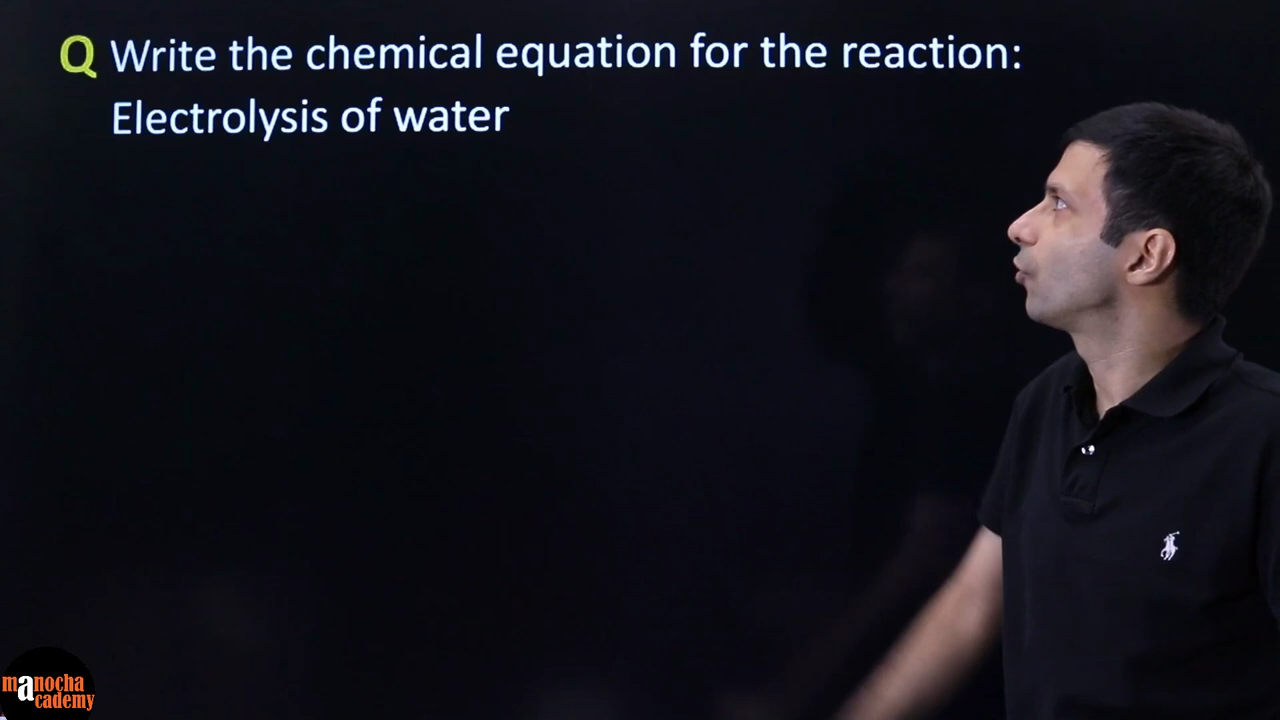 Q Write the chemical equation for the reaction:
Electrolysis of water
manocha
academy